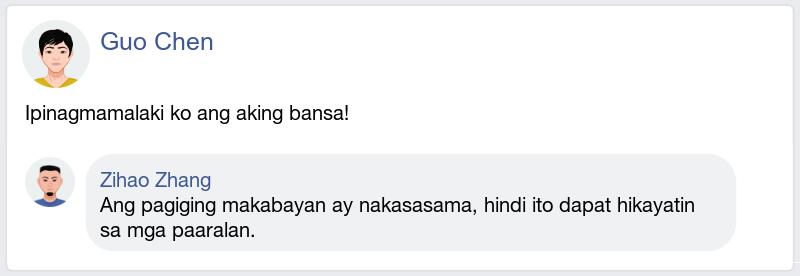 Guo Chen
Ipinagmamalaki ko ang aking bansa!
Zihao Zhang
Ang pagiging makabayan ay nakasasama, hindi ito dapat hikayatin
sa mga paaralan.